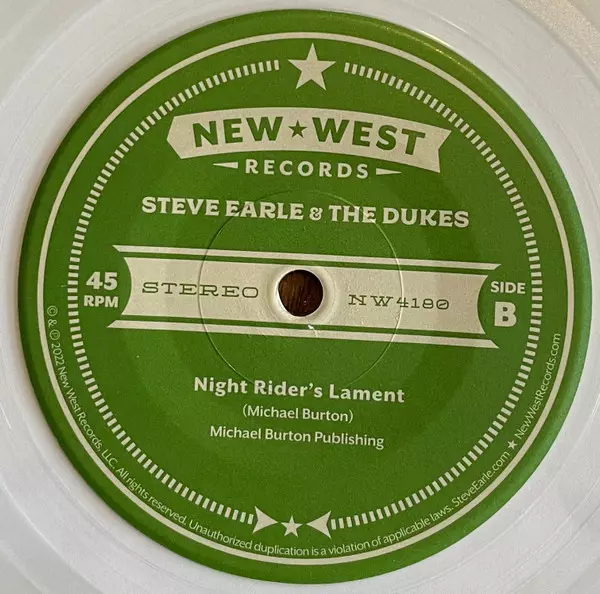 NEW★WEST
RECORDS
STEVE EARLE & THE DUKES
45
RPM
STEREO
NW4180
SIDE
B
Night Rider's Lament
(Michael Burton)
Michael Burton Publishing
© & ℗ 2022 New West Records, LLC. All rights reserved. Unauthorized duplication is a violation of applicable laws. SteveEarle.com ★ NewWestRecords.com